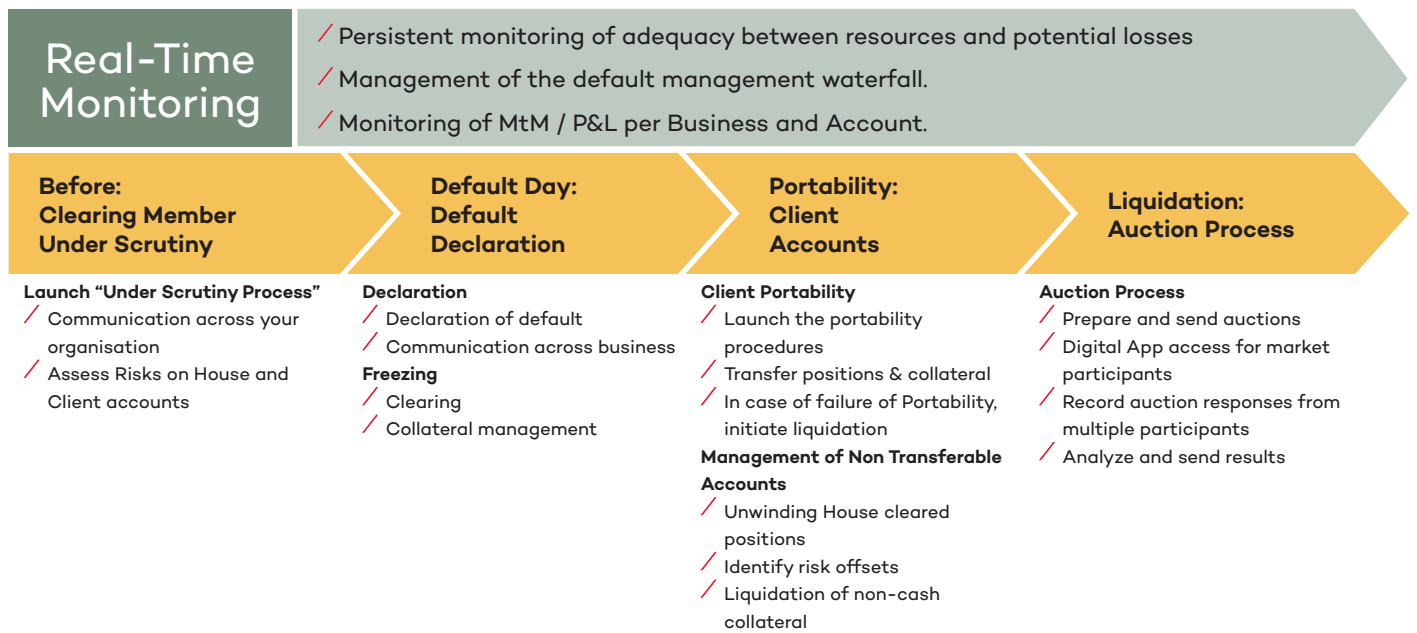 Real-Time
Monitoring
Persistent monitoring of adequacy between resources and potential losses
Management of the default management waterfall.
Monitoring of MtM / P&L per Business and Account.
Before:
Clearing Member
Under Scrutiny
Default Day:
Default
Declaration
Portability:
Client
Accounts
Liquidation:
Auction Process
Launch “Under Scrutiny Process”
Communication across your
organisation
Assess Risks on House and
Client accounts
Declaration
Declaration of default
Communication across business
Freezing
Clearing
Collateral management
Client Portability
Launch the portability
procedures
Transfer positions & collateral
In case of failure of Portability,
initiate liquidation
Management of Non Transferable
Accounts
Unwinding House cleared
positions
Identify risk offsets
Liquidation of non-cash
collateral
Auction Process
Prepare and send auctions
Digital App access for market
participants
Record auction responses from
multiple participants
Analyze and send results